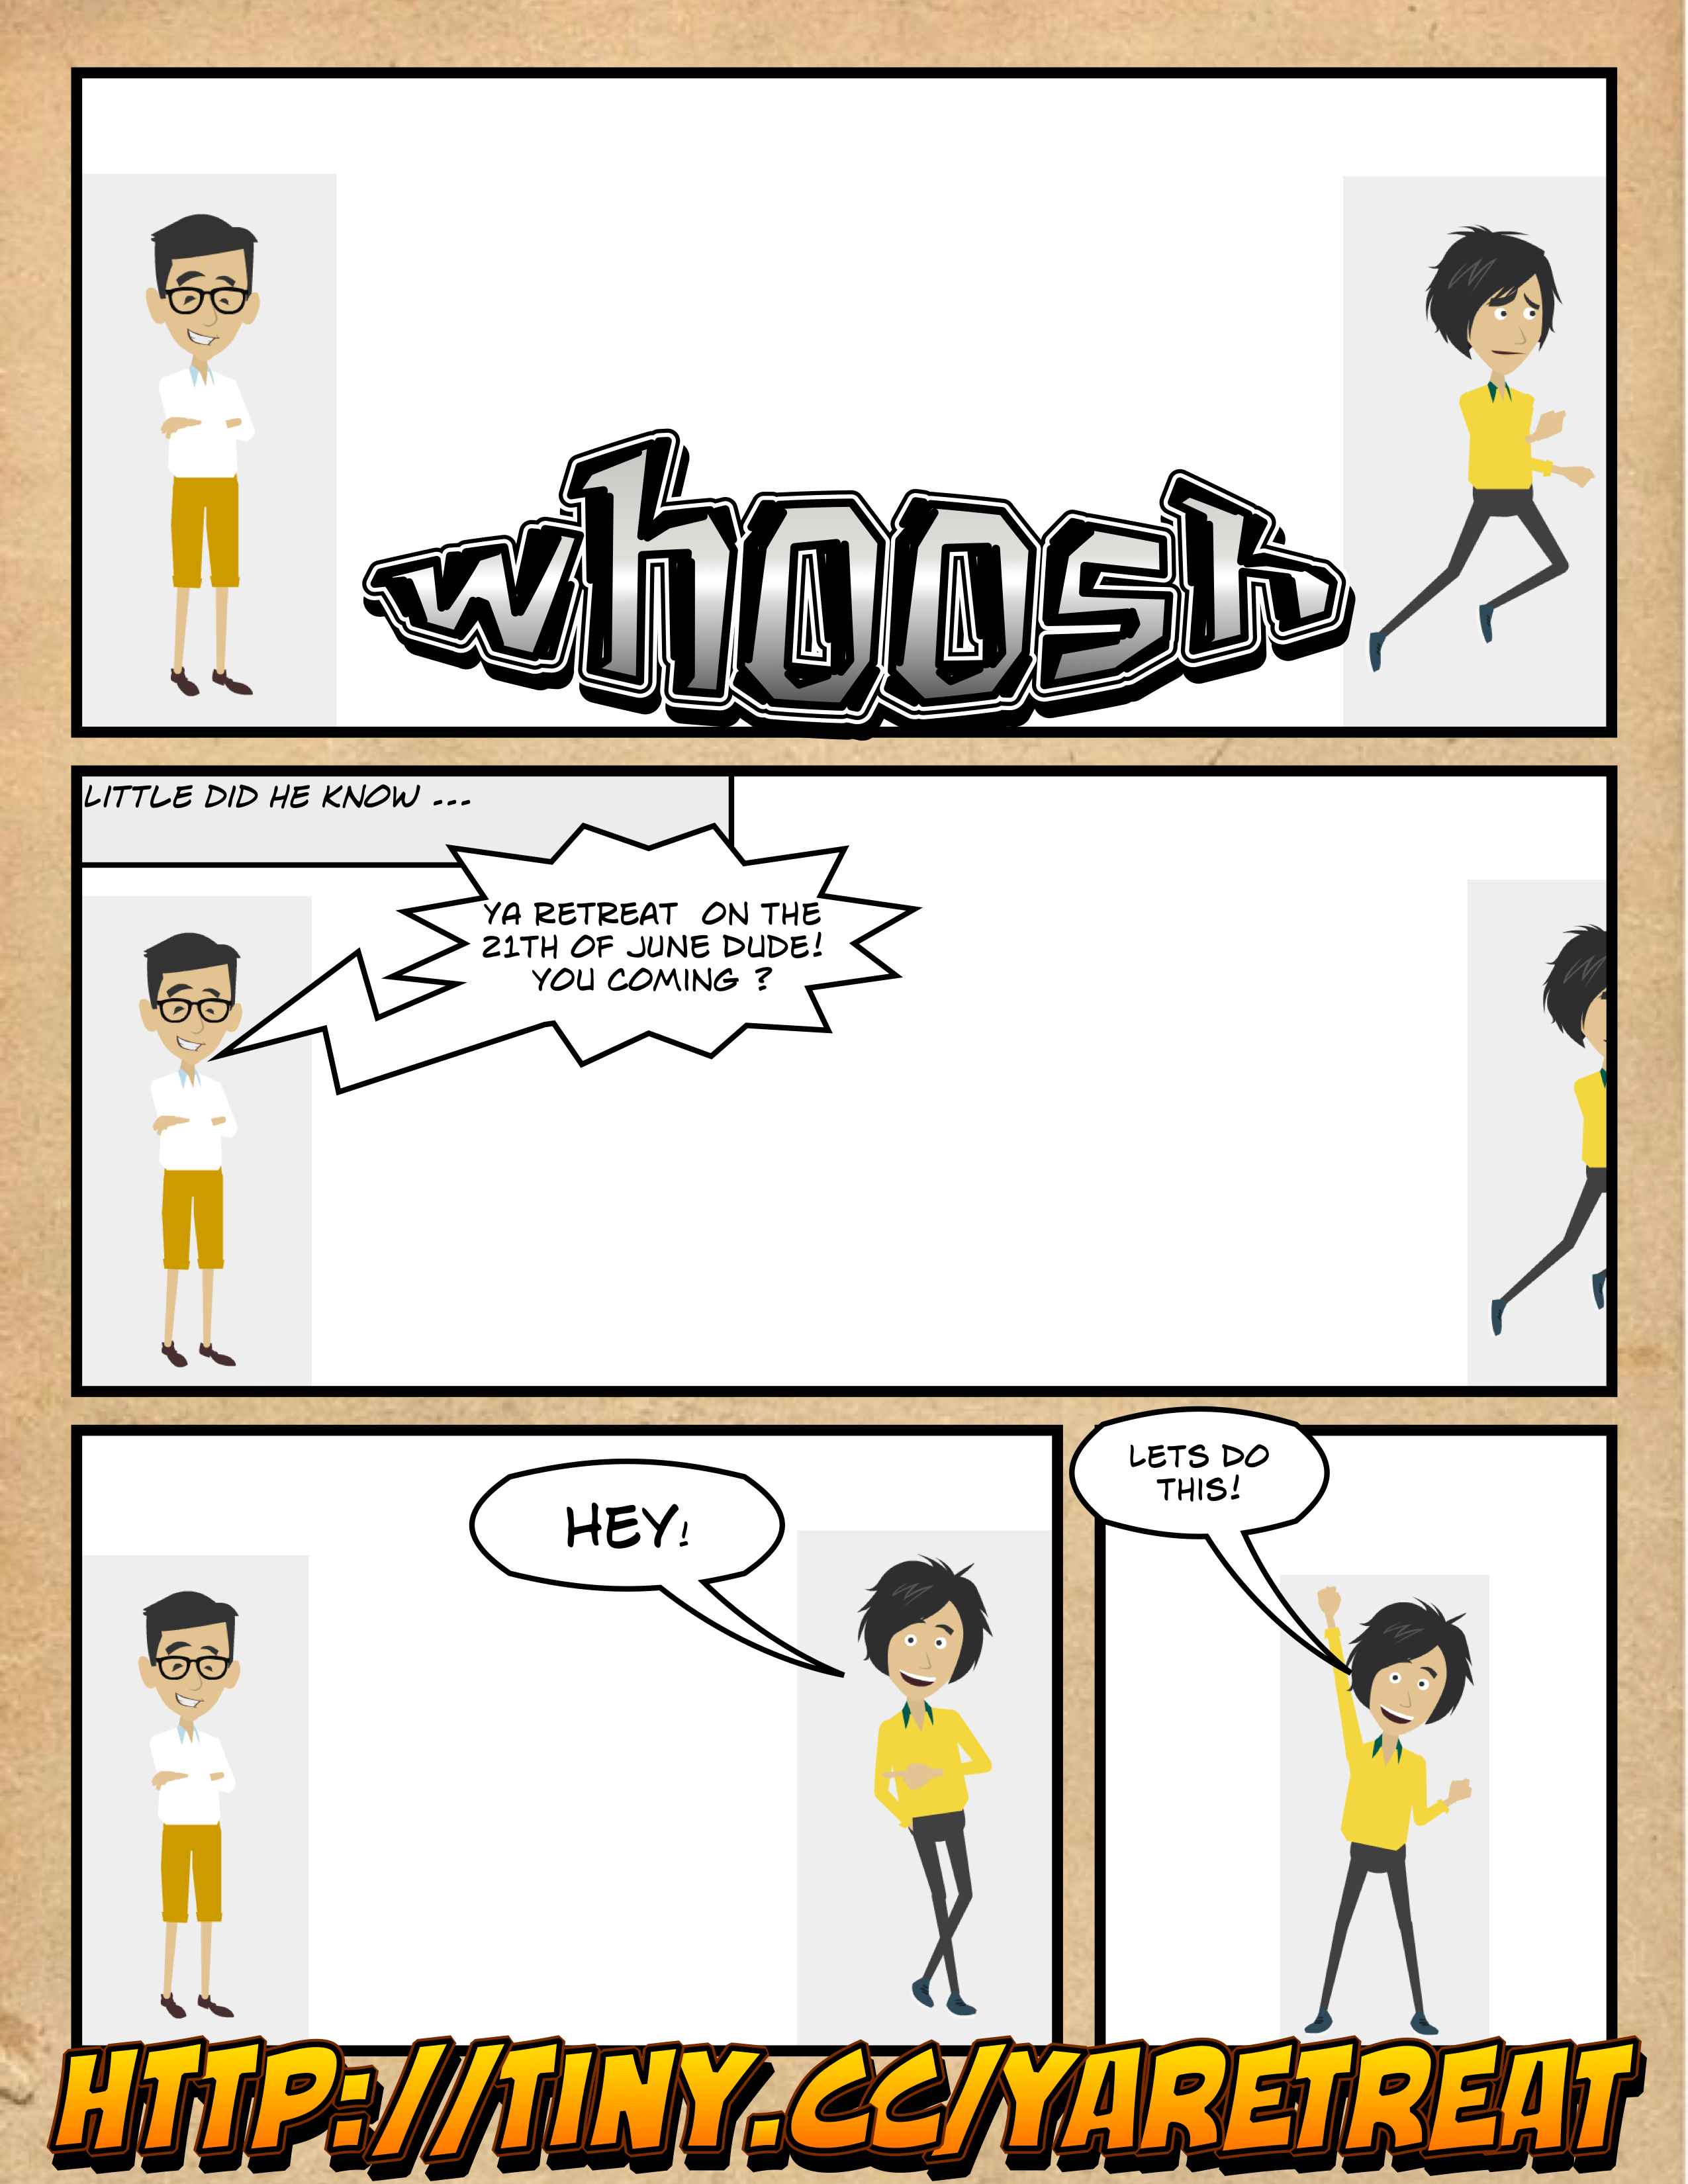 whoosh
LITTLE DID HE KNOW ...
YA RETREAT ON THE
21TH OF JUNE DUDE!
YOU COMING ?
HEY!
LETS DO
THIS!
HTTP://TINY.CC/YARETREAT